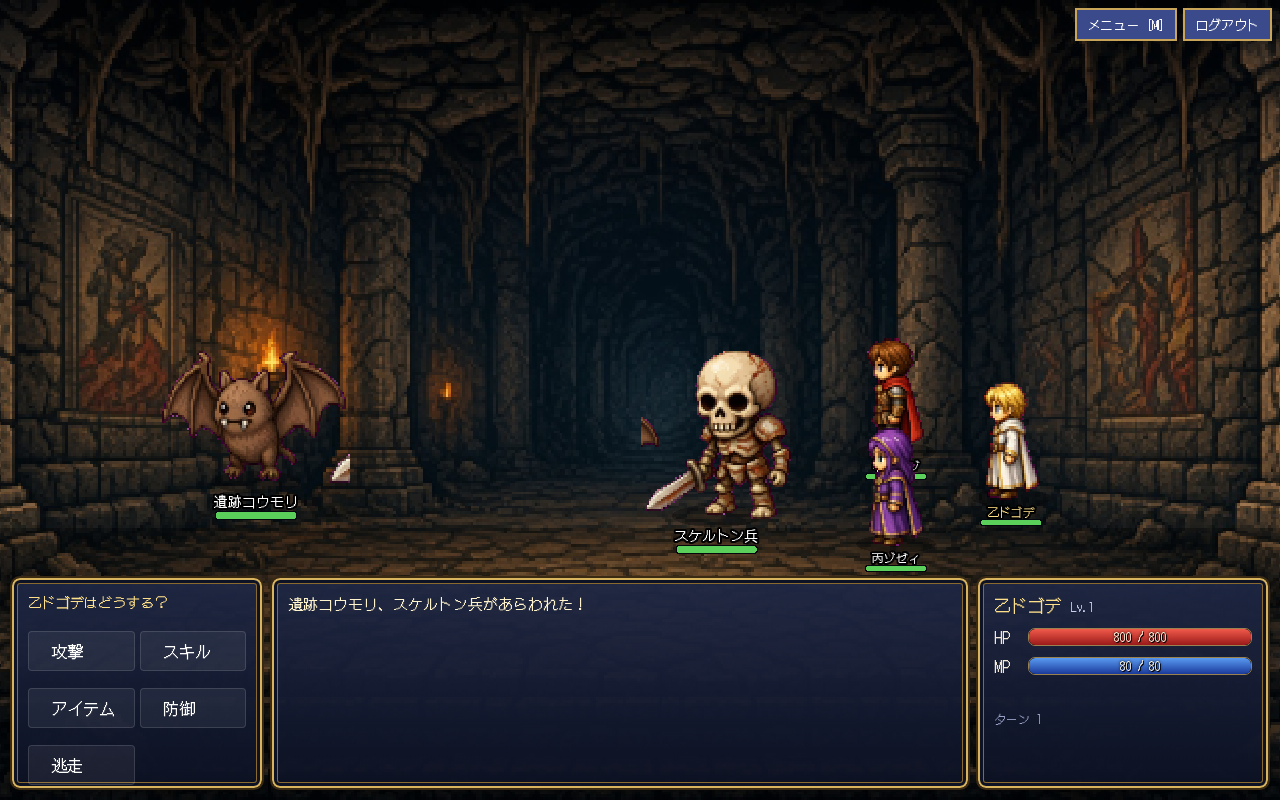 メニュー [M]
ログアウト
遺跡コウモリ
スケルトン兵
乙ドゴデ
丙ゾゼィ
乙ドゴデはどうする？
攻撃
スキル
アイテム
防御
逃走
遺跡コウモリ、スケルトン兵があらわれた！
乙ドゴデ Lv.1
HP 800 / 800
MP 80 / 80
ターン 1